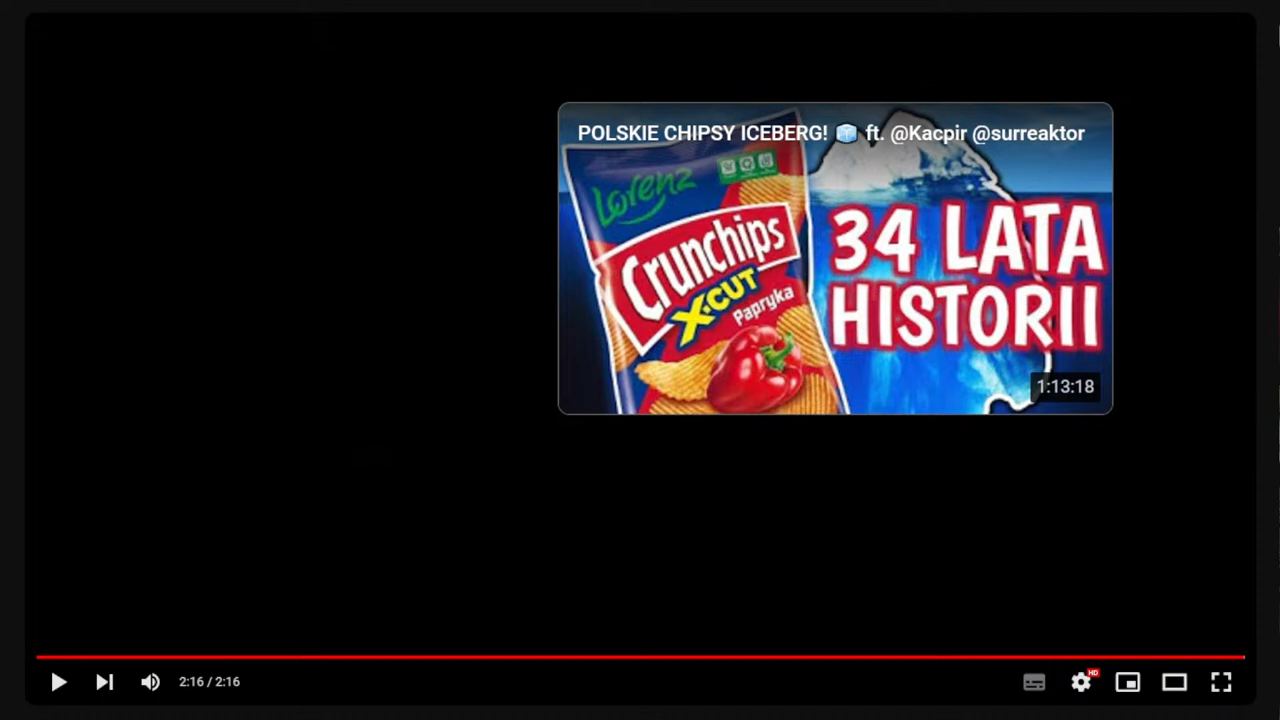 POLSKIE CHIPSY ICEBERG! 🧊 ft. @Kacpir @surreaktor
Lorenz
Crunchips
X-CUT
Papryka
34 LATA
HISTORII
1:13:18
2:16 / 2:16
HD